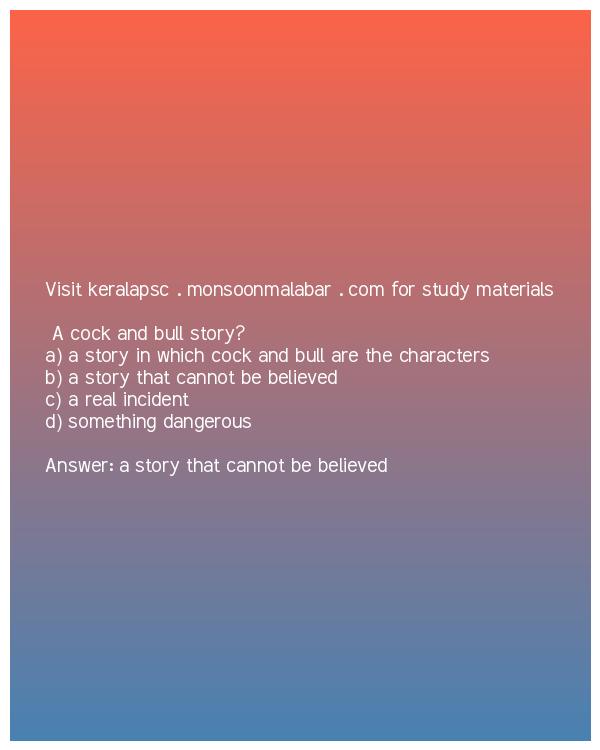 Visit keralapsc . monsoonmalabar . com for study materials
A cock and bull story?
a) a story in which cock and bull are the characters
b) a story that cannot be believed
c) a real incident
d) something dangerous
Answer: a story that cannot be believed